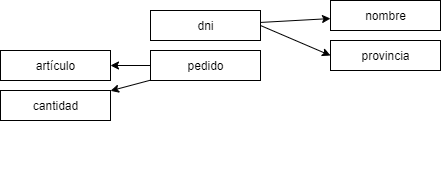 nombre
dni
provincia
artículo
pedido
cantidad